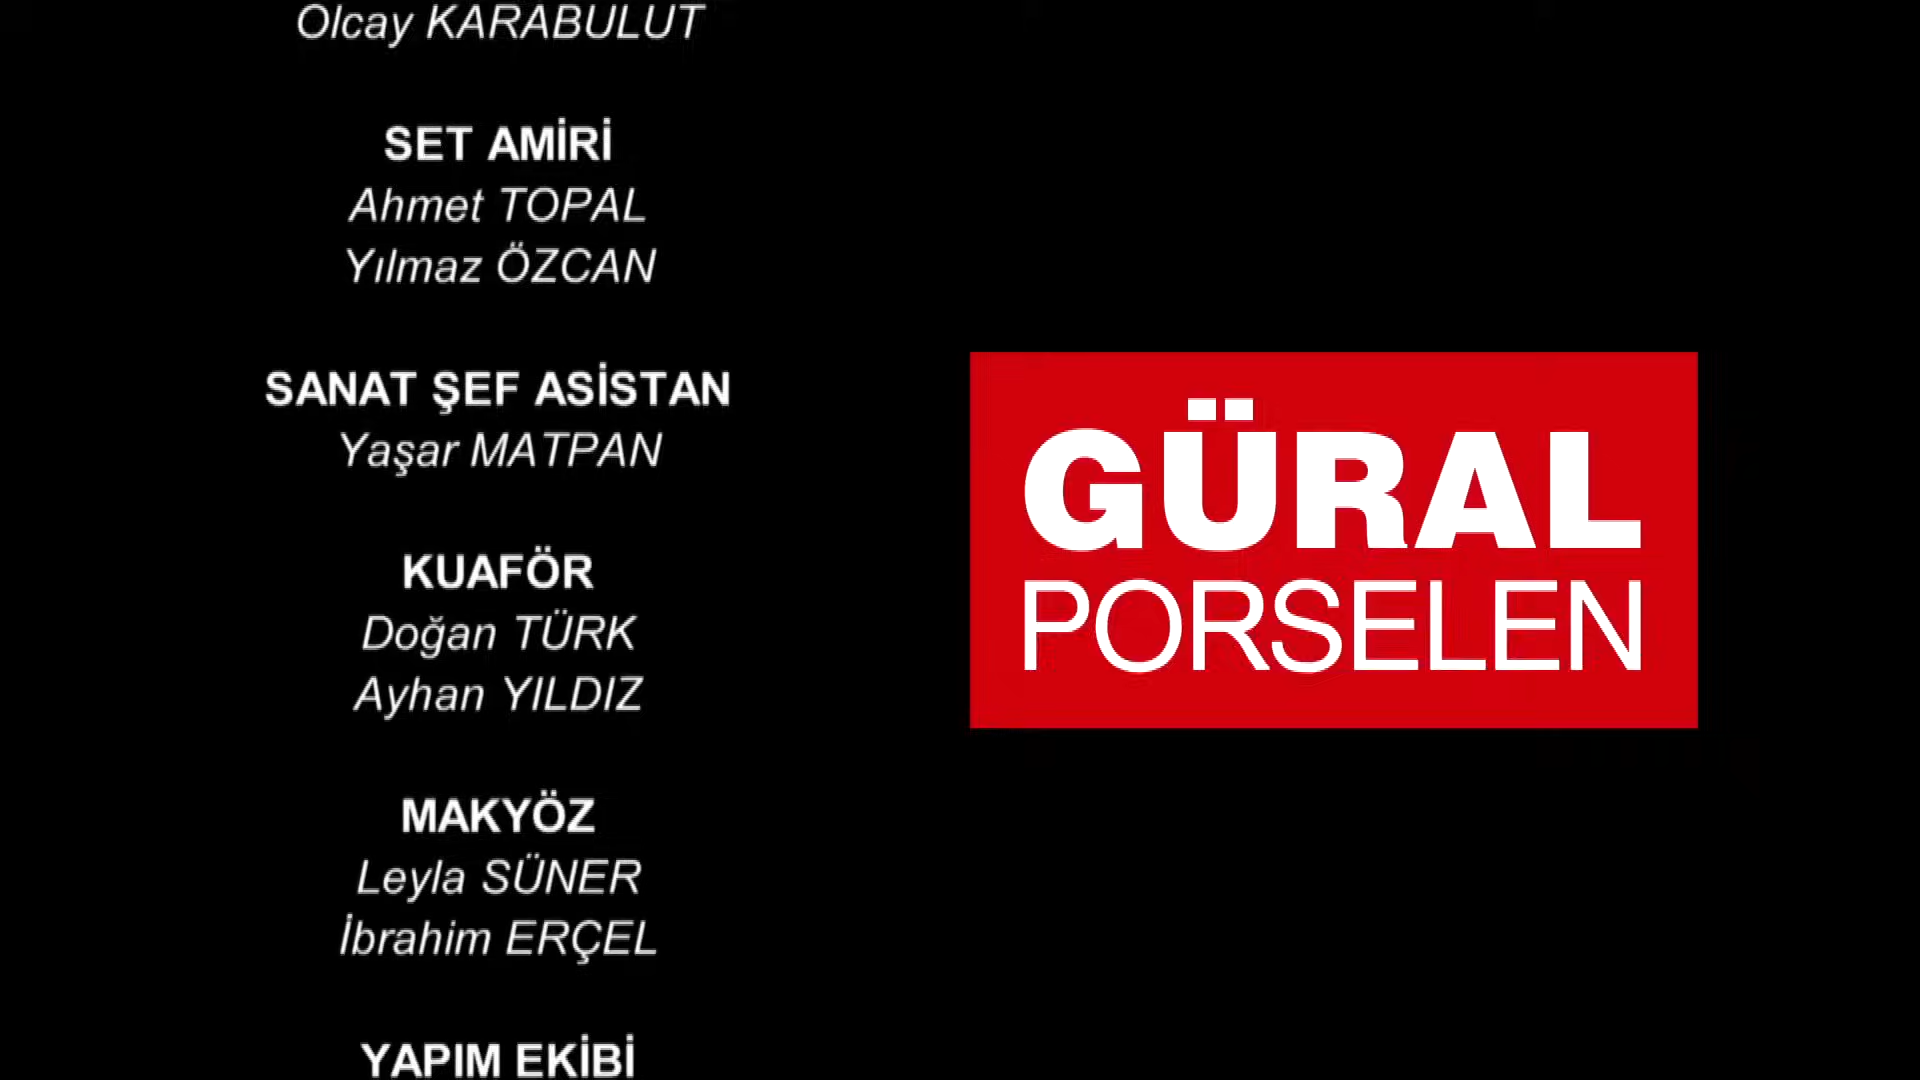 Olcay KARABULUT
SET AMİRİ
Ahmet TOPAL
Yılmaz ÖZCAN
SANAT ŞEF ASİSTAN
Yaşar MATPAN
KUAFÖR
Doğan TÜRK
Ayhan YILDIZ
MAKYÖZ
Leyla SÜNER
İbrahim ERÇEL
YAPIM EKİBİ
GÜRAL
PORSELEN